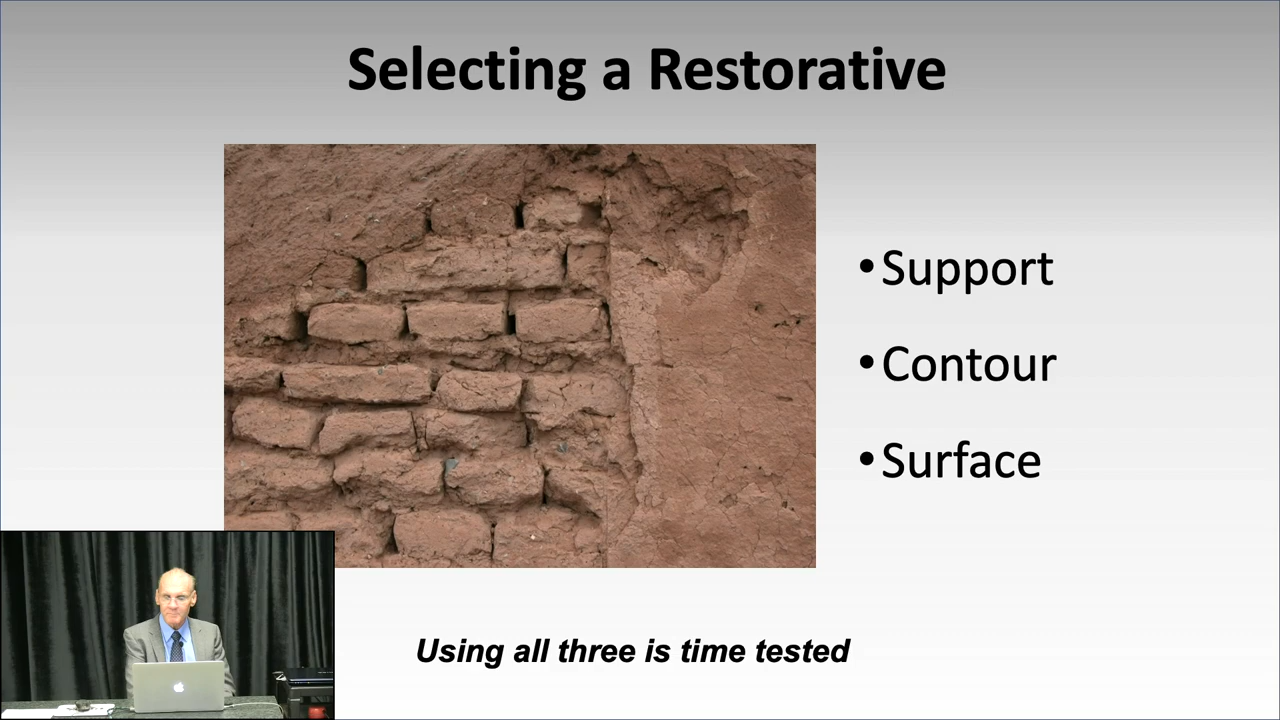 Selecting a Restorative
•Support
•Contour
•Surface
Using all three is time tested